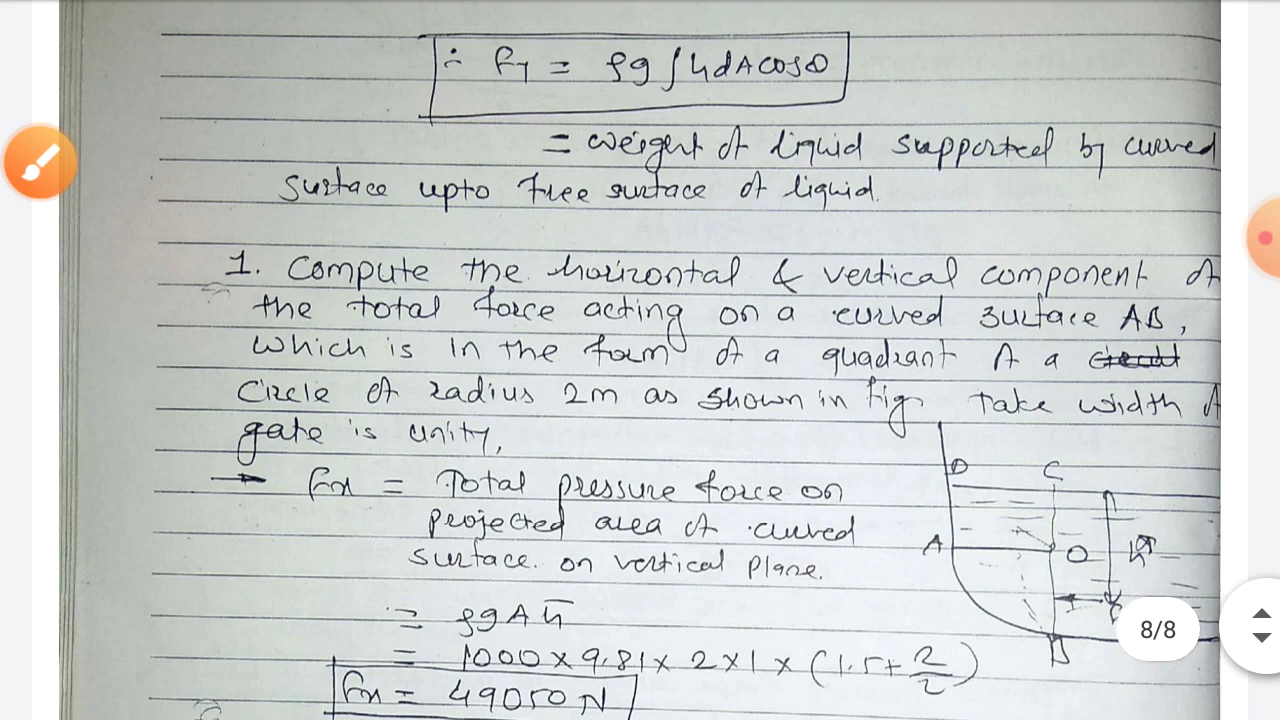 ∴ Fy = ρg ∫hdA cosθ
= weight of liquid supported by curved
surface upto free surface of liquid.
1. Compute the horizontal & vertical component of
the total force acting on a curved surface AB,
which is in the form of a quadrant of a
circle of radius 2m as shown in fig. Take width of
gate is unity.
D C
→ Fx = Total pressure force on
projected area of curved
surface. on vertical plane.
A O h̄
= ρgAh̄
B
= 1000 × 9.81 × 2 × 1 × (1.5 + 2/2)
Fx = 49050 N
8/8